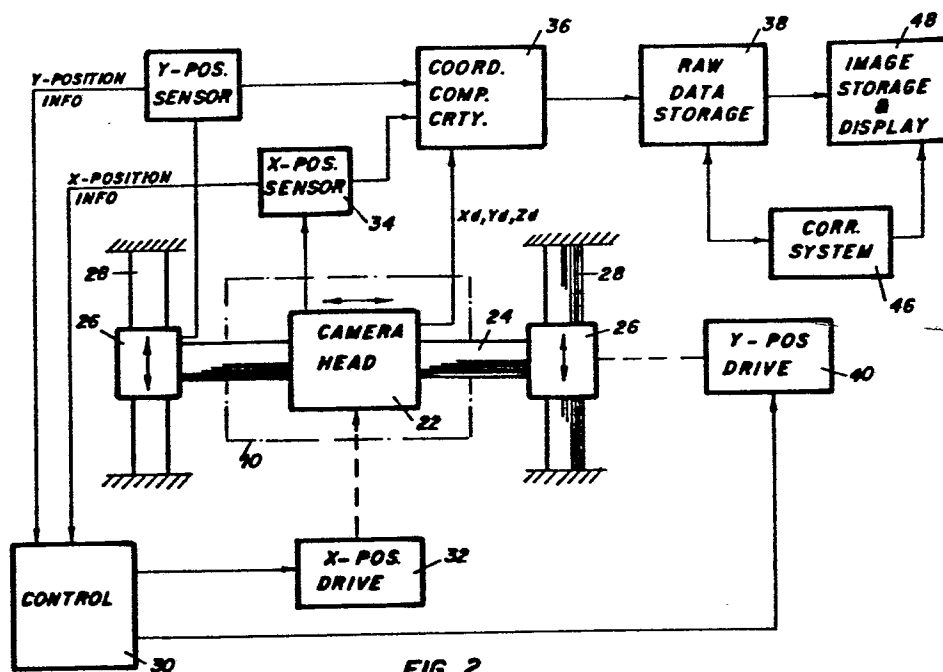 36
38
48
Y-POS.
SENSOR
COORD.
COMP.
CRTY.
RAW
DATA
STORAGE
IMAGE
STORAGE
&
DISPLAY
Y-POSITION
INFO
X-POS.
SENSOR
34
X-POSITION
INFO
Xd,Yd,Zd
CORR.
SYSTEM
46
28
28
26
CAMERA
HEAD
24
26
Y-POS
DRIVE
40
22
10
X-POS.
DRIVE
32
CONTROL
30
FIG. 2